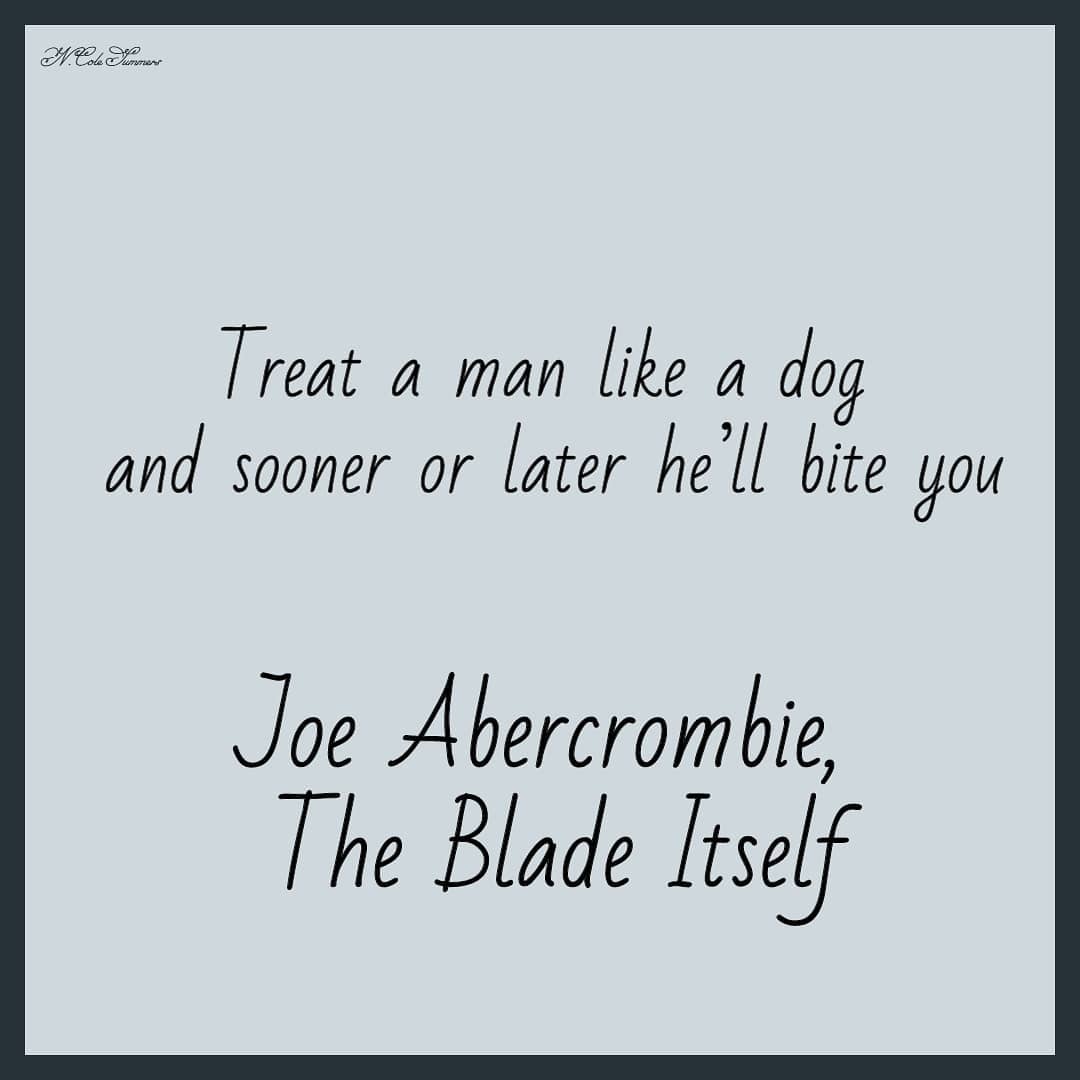 N. Cole Summers
Treat a man like a dog
and sooner or later he’ll bite you
Joe Abercrombie,
The Blade Itself